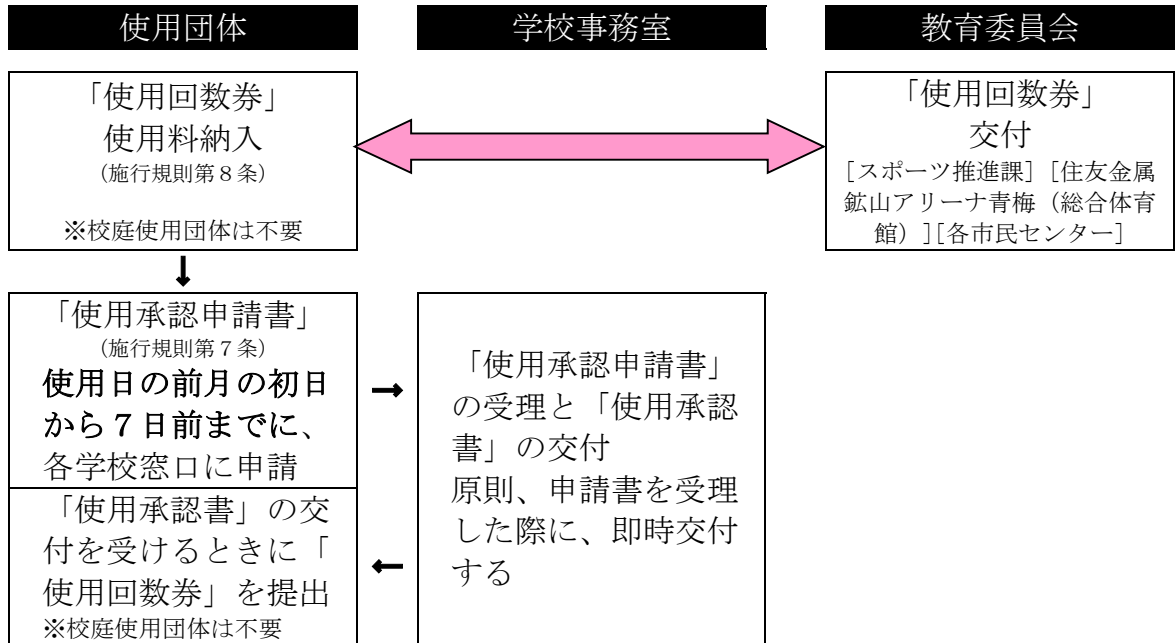 使用団体
学校事務室
教育委員会
「使用回数券」
使用料納入
(施行規則第８条)
※校庭使用団体は不要
「使用回数券」
交付
[スポーツ推進課] [住友金属
鉱山アリーナ青梅（総合体育
館）][各市民センター]
「使用承認申請書」
(施行規則第７条)
使用日の前月の初日
から７日前までに、
各学校窓口に申請
「使用承認書」の交
付を受けるときに「
使用回数券」を提出
※校庭使用団体は不要
「使用承認申請書」
の受理と「使用承認
書」の交付
原則、申請書を受理
した際に、即時交付
する